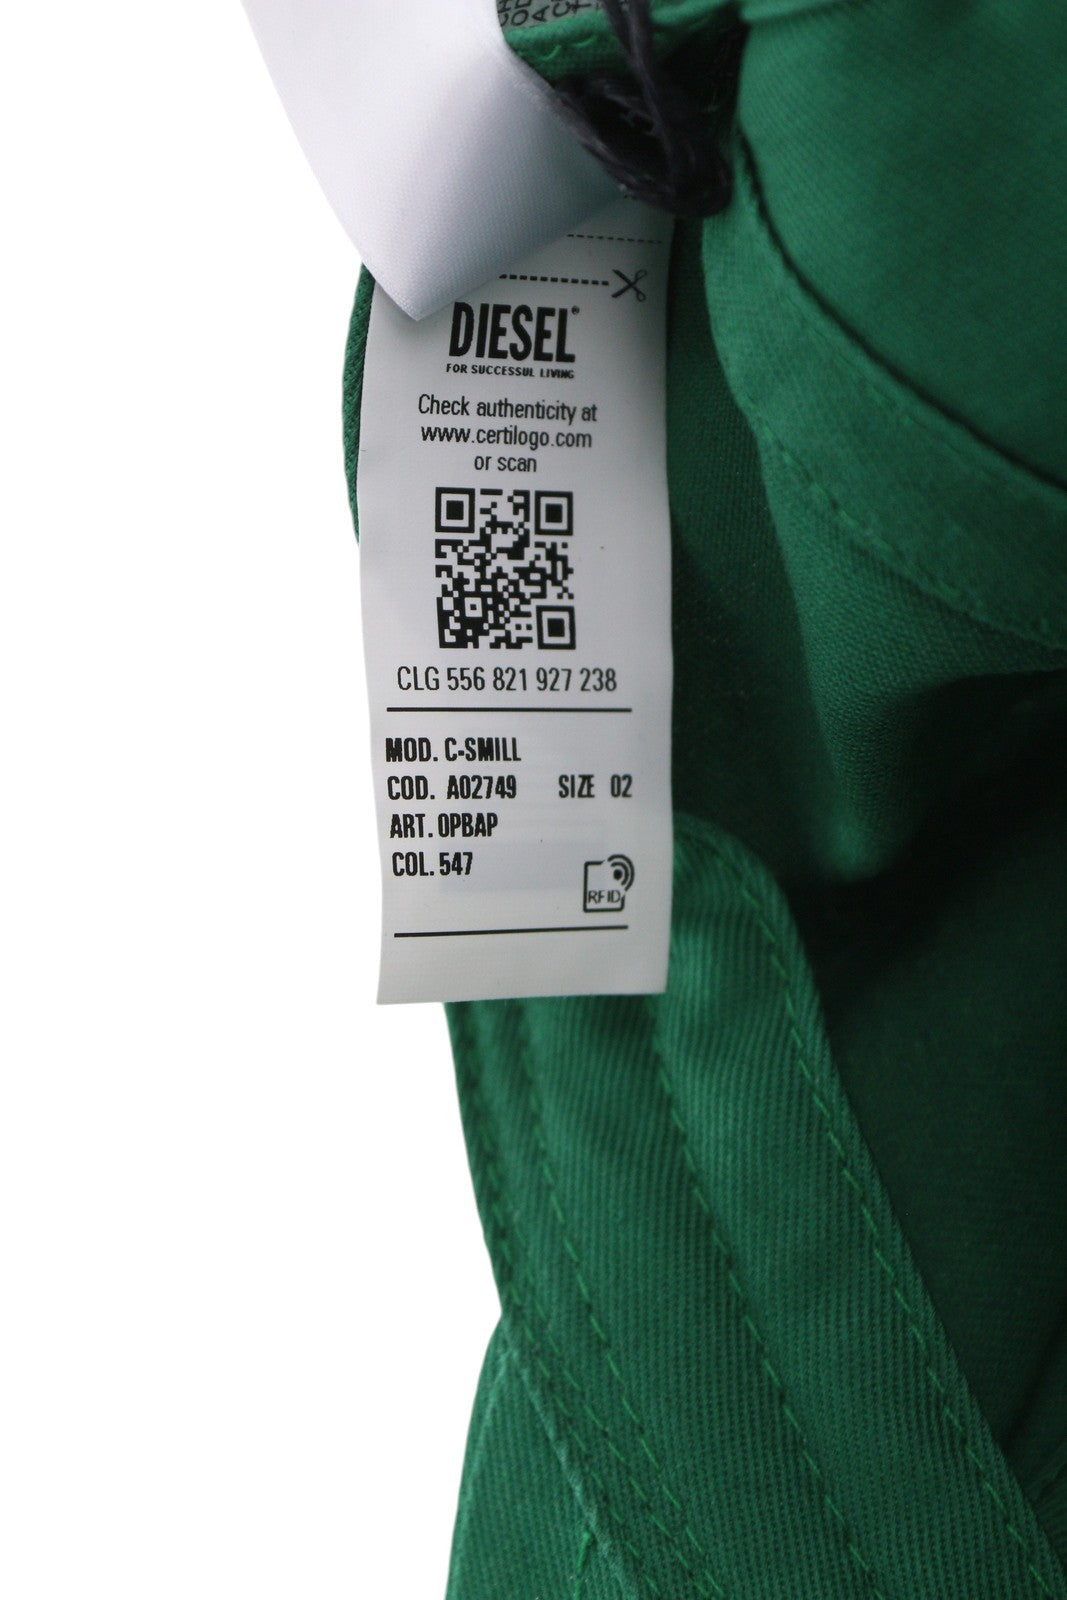 DIESEL®
FOR SUCCESSUL LIVING
Check authenticity at
www.certilogo.com
or scan
CLG 556 821 927 238
MOD. C-SMILL
COD. A02749 SIZE 02
ART. 0PBAP
COL. 547
RFID